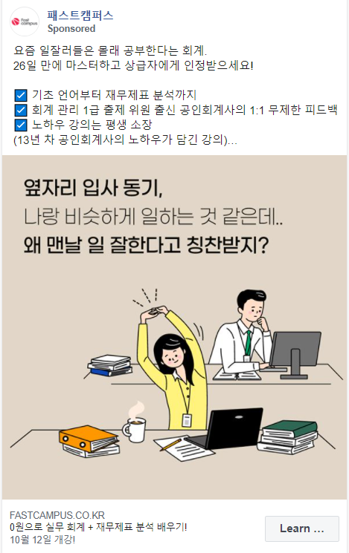 fast campus
패스트캠퍼스
Sponsored
요즘 일잘러들은 몰래 공부한다는 회계.
26일 만에 마스터하고 상급자에게 인정받으세요!
☑ 기초 언어부터 재무제표 분석까지
☑ 회계 관리 1급 출제 위원 출신 공인회계사의 1:1 무제한 피드백
☑ 노하우 강의는 평생 소장
(13년 차 공인회계사의 노하우가 담긴 강의)...
옆자리 입사 동기,
나랑 비슷하게 일하는 것 같은데..
왜 맨날 일 잘한다고 칭찬받지?
FASTCAMPUS.CO.KR
0원으로 실무 회계 + 재무제표 분석 배우기!
10월 12일 개강!
Learn ...